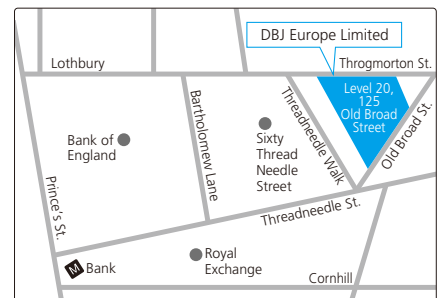 DBJ Europe Limited
Lothbury
Throgmorton St.
Level 20,
125
Old Broad
Street
Bartholomew Lane
Threadneedle Walk
Old Broad St.
Bank of
England
Sixty
Thread
Needle
Street
Prince's St.
Threadneedle St.
M Bank
Royal
Exchange
Cornhill